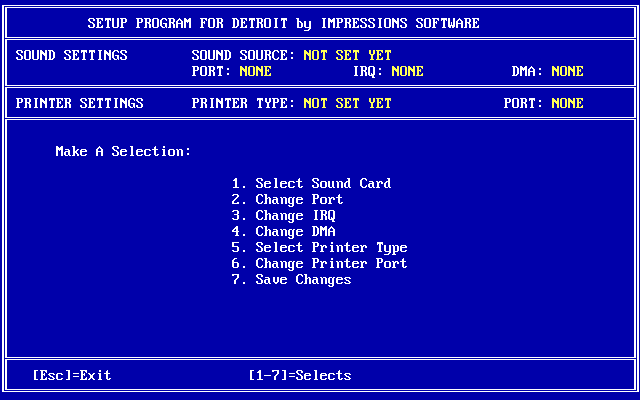 SETUP PROGRAM FOR DETROIT by IMPRESSIONS SOFTWARE
SOUND SETTINGS SOUND SOURCE: NOT SET YET
PORT: NONE IRQ: NONE DMA: NONE
PRINTER SETTINGS PRINTER TYPE: NOT SET YET PORT: NONE
Make A Selection:
1. Select Sound Card
2. Change Port
3. Change IRQ
4. Change DMA
5. Select Printer Type
6. Change Printer Port
7. Save Changes
[Esc]=Exit [1-7]=Selects